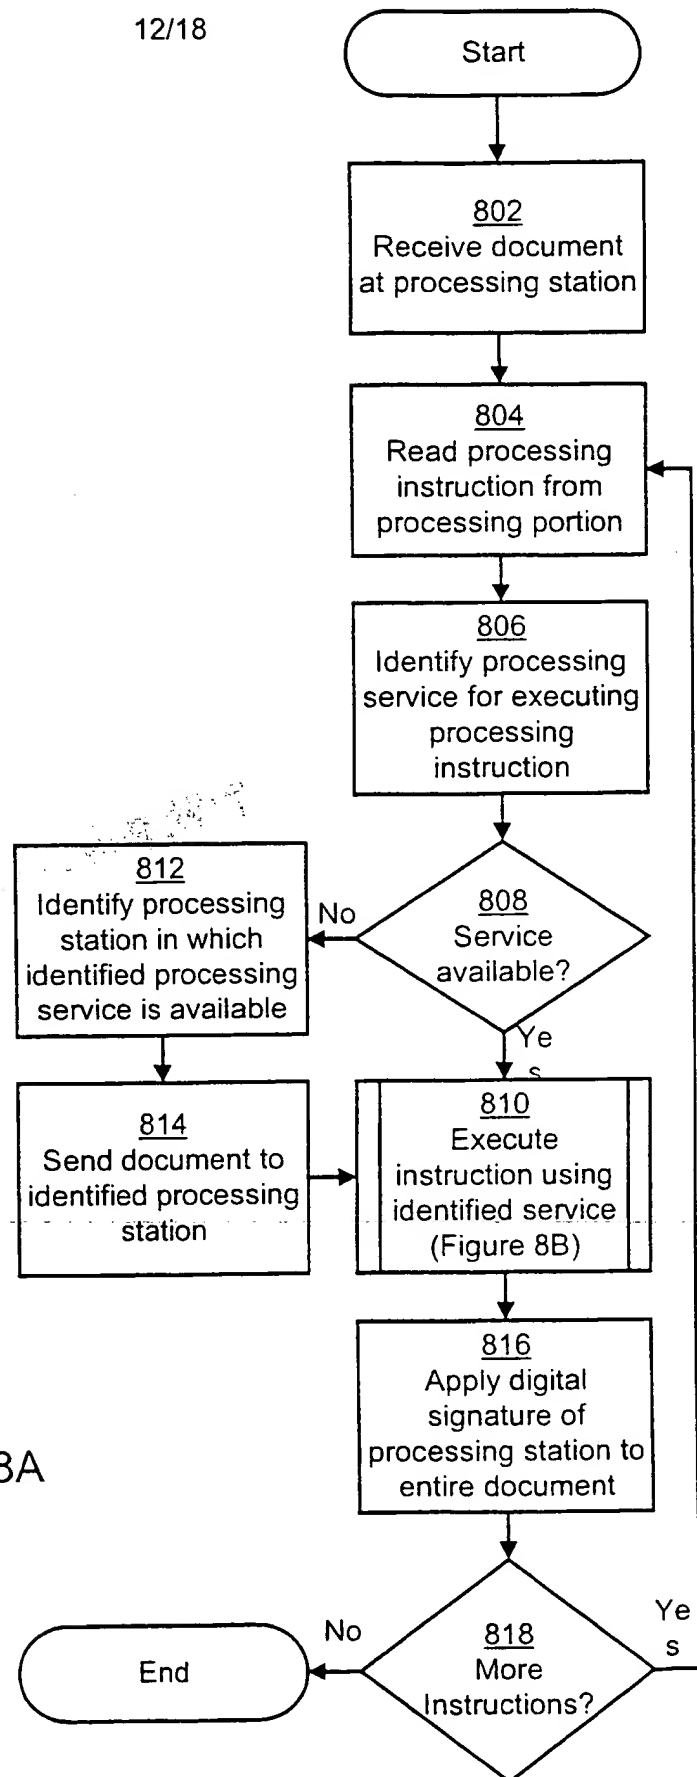 12/18
Start
802
Receive document
at processing station
804
Read processing
instruction from
processing portion
806
Identify processing
service for executing
processing
instruction
808
Service
available?
No
Ye
s
812
Identify processing
station in which
identified processing
service is available
814
Send document to
identified processing
station
810
Execute
instruction using
identified service
(Figure 8B)
816
Apply digital
signature of
processing station to
entire document
8A
818
More
Instructions?
No
Ye
s
End